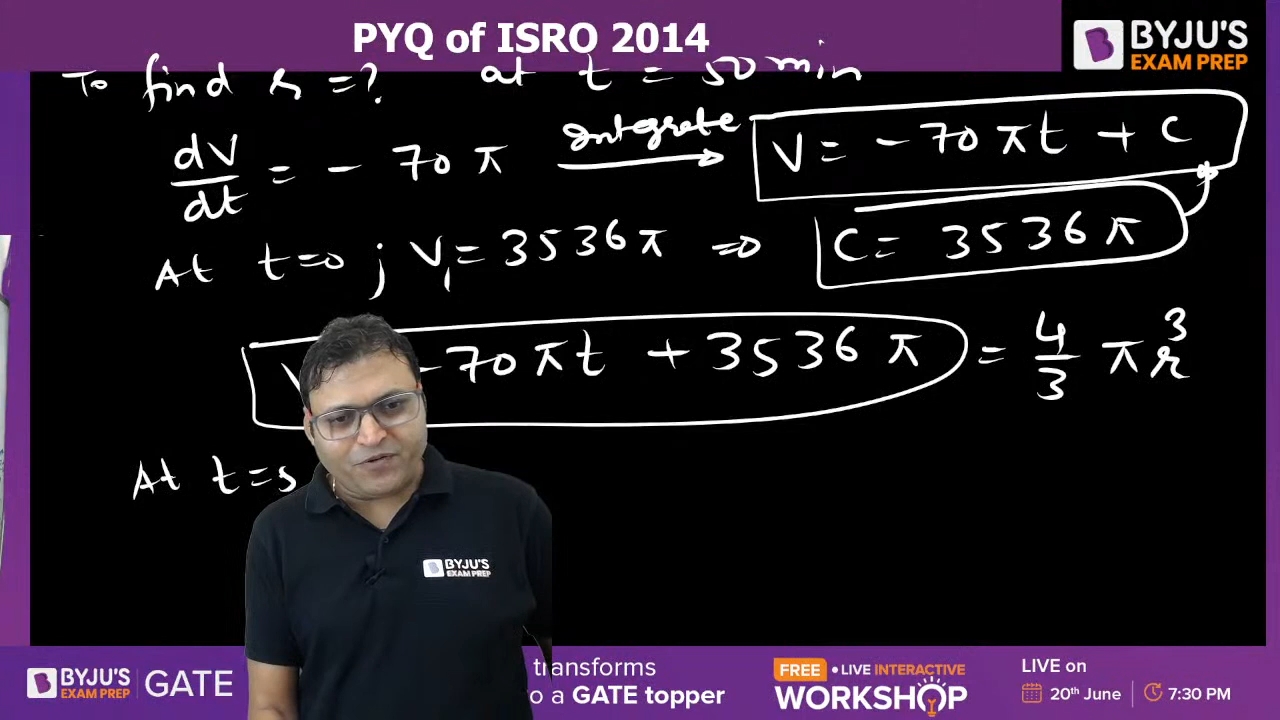 PYQ of ISRO 2014
BYJU'S
EXAM PREP
To find r =? at t = 50 min
dV/dt = - 70 π Integrate V = - 70 πt + C
At t=0 ; V₁ = 3536 π ⇒ C = 3536 π
- 70 πt + 3536 π = 4/3 π r³
At t=5
BYJU'S
EXAM PREP
BYJU'S
EXAM PREP
GATE
transforms
o a GATE topper
FREE • LIVE INTERACTIVE
WORKSHOP
LIVE on
20th June
7:30 PM